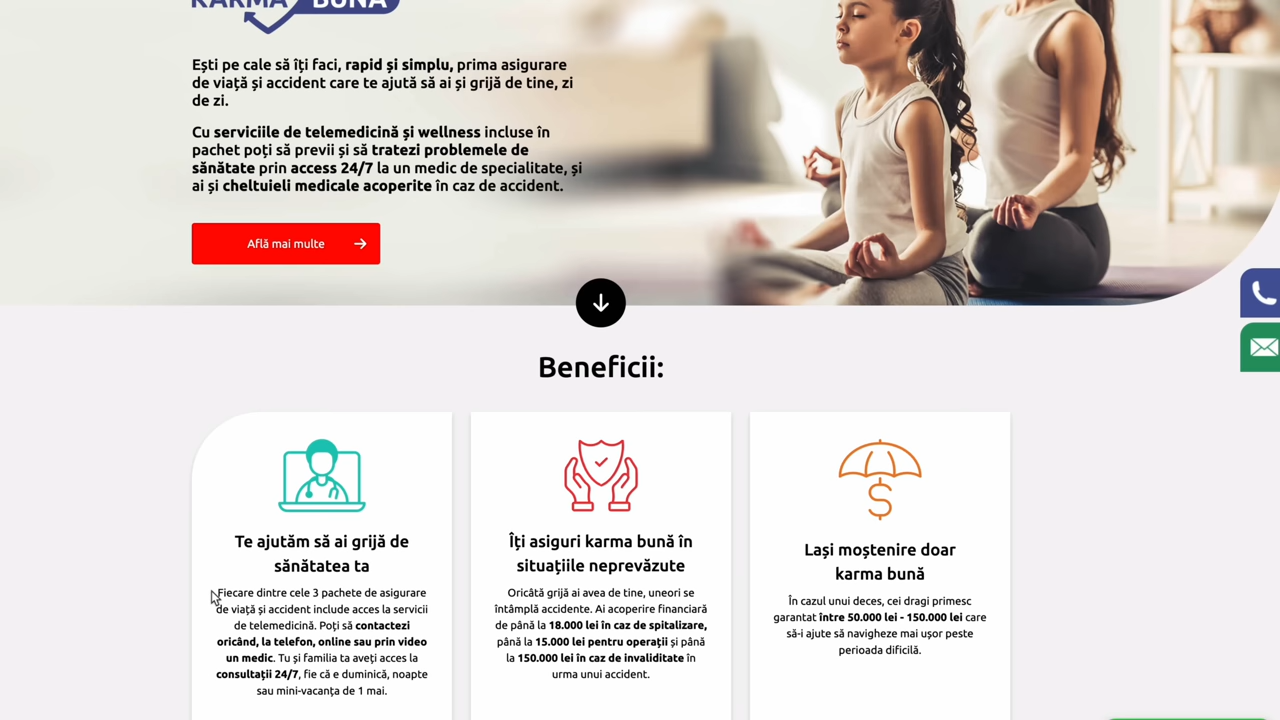 KARMA BUNĂ
Ești pe cale să îți faci, rapid și simplu, prima asigurare
de viață și accident care te ajută să ai și grijă de tine, zi
de zi.
Cu serviciile de telemedicină și wellness incluse în
pachet poți să previi și să tratezi problemele de
sănătate prin access 24/7 la un medic de specialitate, și
ai și cheltuieli medicale acoperite în caz de accident.
Află mai multe
Beneficii:
Te ajutăm să ai grijă de
sănătatea ta
Fiecare dintre cele 3 pachete de asigurare
de viață și accident include acces la servicii
de telemedicină. Poți să contactezi
oricând, la telefon, online sau prin video
un medic. Tu și familia ta aveți acces la
consultații 24/7, fie că e duminică, noapte
sau mini-vacanța de 1 mai.
Îți asiguri karma bună în
situațiile neprevăzute
Oricâtă grijă ai avea de tine, uneori se
întâmplă accidente. Ai acoperire financiară
de până la 18.000 lei în caz de spitalizare,
până la 15.000 lei pentru operații și până
la 150.000 lei în caz de invaliditate în
urma unui accident.
Lași moștenire doar
karma bună
În cazul unui deces, cei dragi primesc
garantat între 50.000 lei - 150.000 lei care
să-i ajute să navigheze mai ușor peste
perioada dificilă.